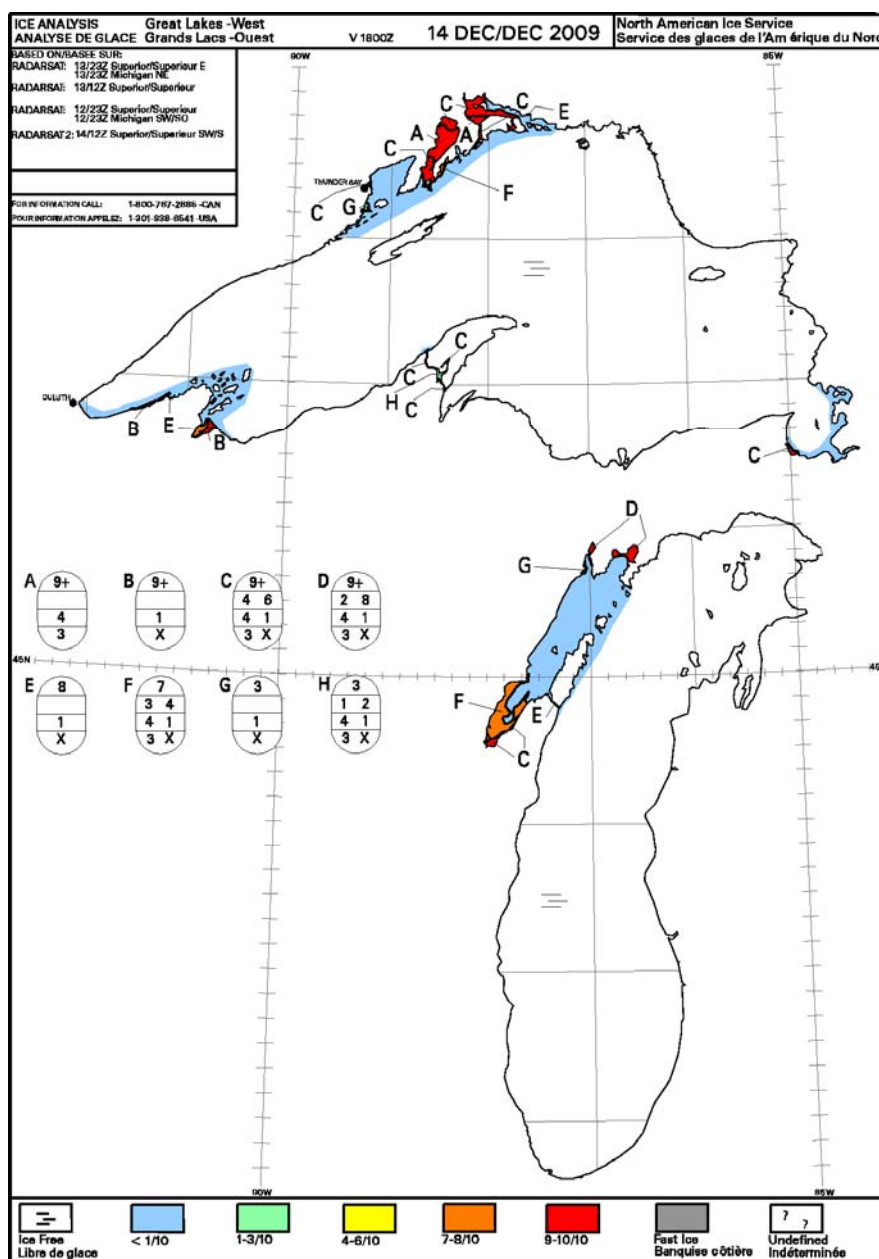 ICE ANALYSIS Great Lakes -West
ANALYSE DE GLACE Grands Lacs -Ouest
V 1800Z
14 DEC/DEC 2009
North American Ice Service
Service des glaces de l'Am érique du Nord
BASED ON/BASEE SUR:
RADARSAT: 13/23Z Superior/Superieur E
13/23Z Michigan NE
RADARSAT: 13/12Z Superior/Superieur
RADARSAT: 12/23Z Superior/Superieur
12/23Z Michigan SW/SO
RADARSAT2: 14/12Z Superior/Superieur SW/S
FOR INFORMATION CALL: 1-800-767-2885 -CAN
POUR INFORMATION APPELEZ: 1-301-938-8541 -USA
90W
85W
C
C
E
A
A
C
THUNDER BAY
F
C
G
C
DULUTH
C
H
C
B
E
B
C
D
G
A 9+
4
3
B 9+
1
X
C 9+
4 6
4 1
3 X
D 9+
2 8
4 1
3 X
45N
45
E 8
1
X
F 7
3 4
4 1
3 X
G 3
1
X
H 3
1 2
4 1
3 X
F
E
C
90W
85W
Ice Free
Libre de glace
< 1/10
1-3/10
4-6/10
7-8/10
9-10/10
Fast Ice
Banquise côtière
? ?
Undefined
Indéterminée